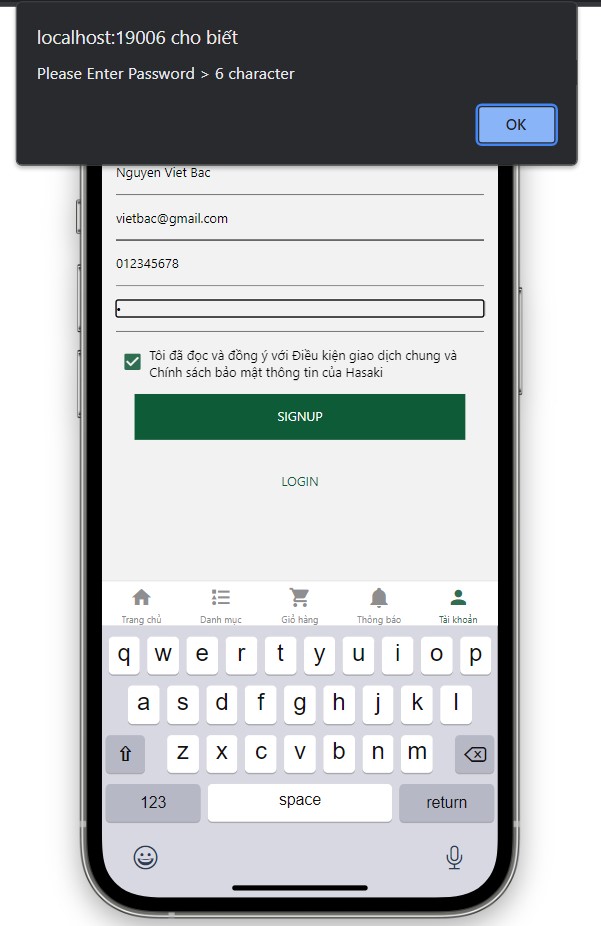 localhost:19006 cho biết
Please Enter Password > 6 character
OK
Nguyen Viet Bac
vietbac@gmail.com
012345678
•
Tôi đã đọc và đồng ý với Điều kiện giao dịch chung và
Chính sách bảo mật thông tin của Hasaki
SIGNUP
LOGIN
Trang chủ Danh mục Giỏ hàng Thông báo Tài khoản
q w e r t y u i o p
a s d f g h j k l
z x c v b n m
123 space return